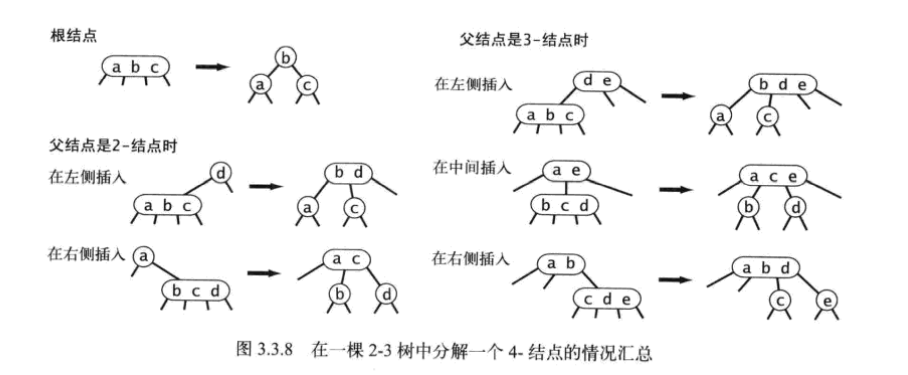 根结点
a b c
b
a
c
父结点是2-结点时
在左侧插入
d
a b c
b d
a
c
在右侧插入
a
b c d
a c
b
d
父结点是3-结点时
在左侧插入
d e
a b c
b d e
a
c
在中间插入
a e
b c d
a c e
b
d
在右侧插入
a b
c d e
a b d
c
e
图 3.3.8 在一棵 2-3 树中分解一个 4- 结点的情况汇总